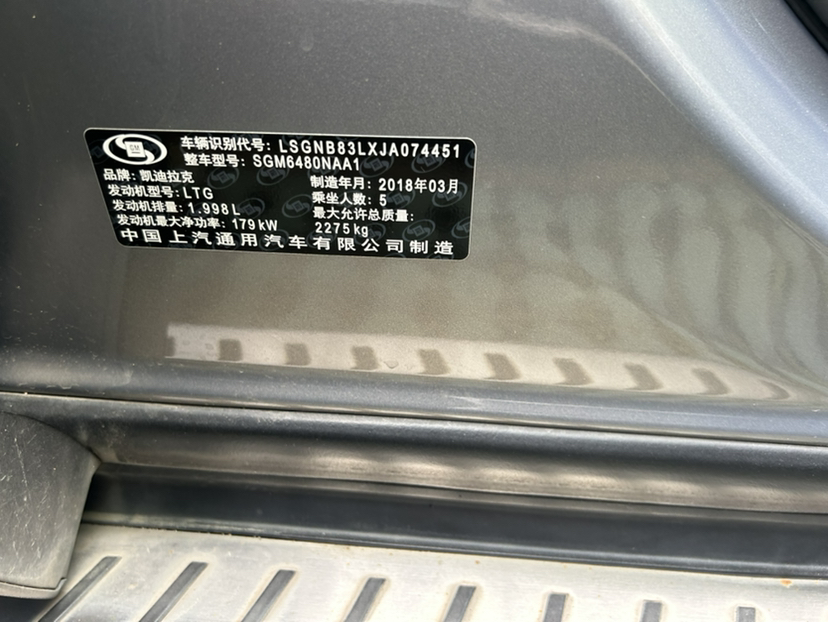 GM
车辆识别代号: LSGNB83LXJA074451
整车型号: SGM6480NAA1
品牌: 凯迪拉克
制造年月: 2018年03月
发动机型号: LTG
乘坐人数: 5
发动机排量: 1.998L
最大允许总质量:
发动机最大净功率: 179kW
2275kg
中国上汽通用汽车有限公司制造